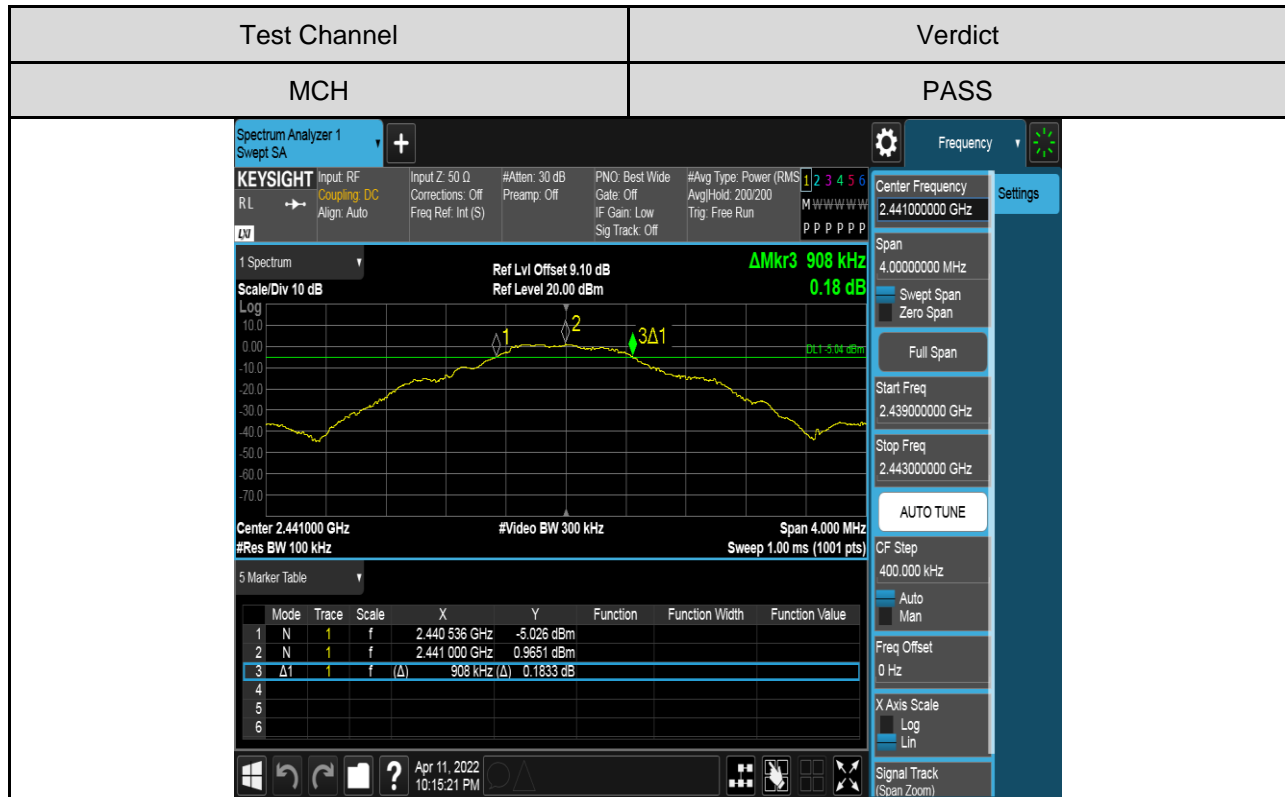 Test Channel Verdict
MCH PASS
Spectrum Analyzer 1
Swept SA
+
Frequency
KEYSIGHT Input: RF Input Z: 50 Ω #Atten: 30 dB PNO: Best Wide #Avg Type: Power (RMS 1 2 3 4 5 6
RL Coupling: DC Corrections: Off Preamp: Off Gate: Off Avg|Hold: 200/200 M W W W W W
Align: Auto Freq Ref: Int (S) IF Gain: Low Trig: Free Run
LXI Sig Track: Off P P P P P P
1 Spectrum
Ref Lvl Offset 9.10 dB ΔMkr3 908 kHz
Scale/Div 10 dB Ref Level 20.00 dBm 0.18 dB
Log
10.0
0.00
-10.0
-20.0
-30.0
-40.0
-50.0
-60.0
-70.0
1
2
3Δ1
DL1 -5.04 dBm
Center 2.441000 GHz #Video BW 300 kHz Span 4.000 MHz
#Res BW 100 kHz Sweep 1.00 ms (1001 pts)
5 Marker Table
Mode Trace Scale X Y Function Function Width Function Value
1 N 1 f 2.440 536 GHz -5.026 dBm
2 N 1 f 2.441 000 GHz 0.9651 dBm
3 Δ1 1 f (Δ) 908 kHz (Δ) 0.1833 dB
4
5
6
? Apr 11, 2022
10:15:21 PM
Center Frequency
2.441000000 GHz
Settings
Span
4.00000000 MHz
Swept Span
Zero Span
Full Span
Start Freq
2.439000000 GHz
Stop Freq
2.443000000 GHz
AUTO TUNE
CF Step
400.000 kHz
Auto
Man
Freq Offset
0 Hz
X Axis Scale
Log
Lin
Signal Track
(Span Zoom)